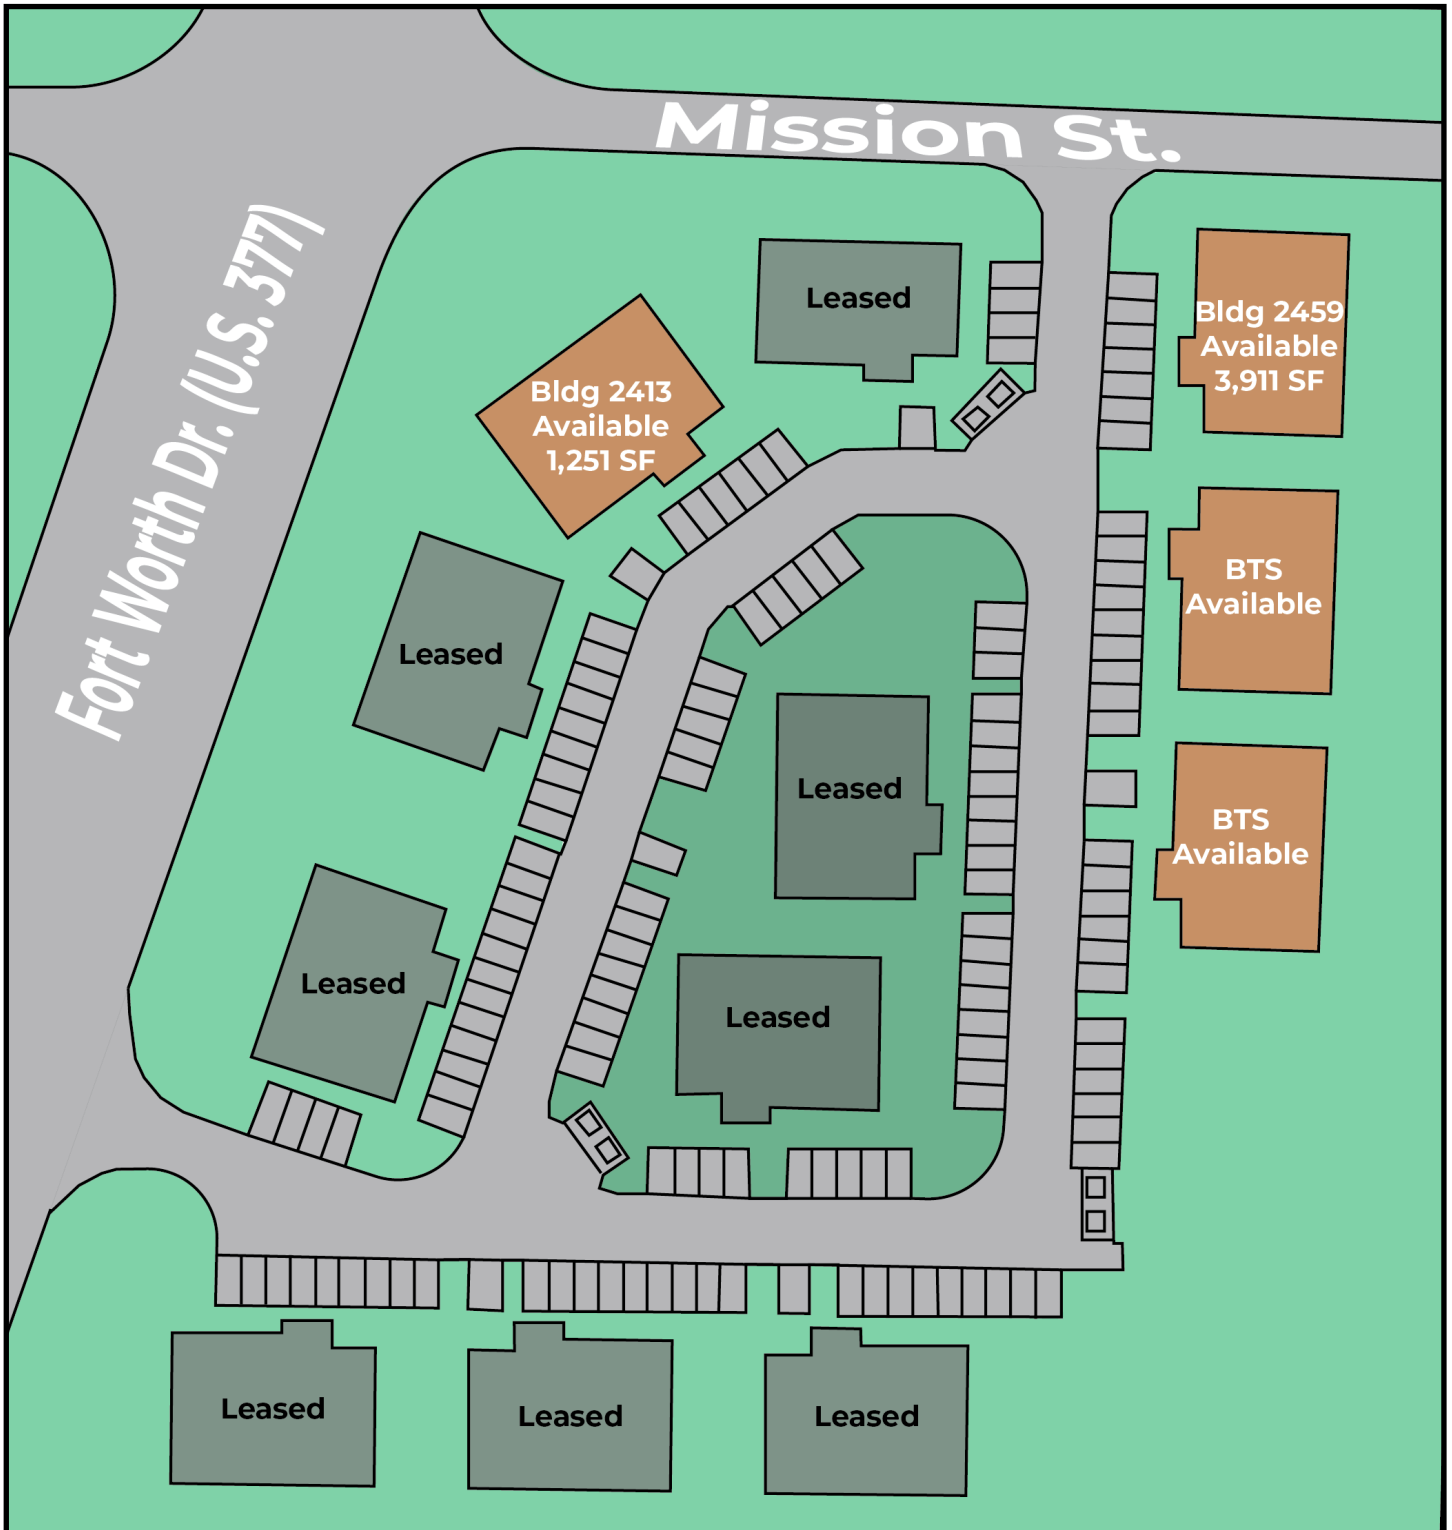 Mission St.
Fort Worth Dr. (U.S. 377)
Leased
Bldg 2459
Available
3,911 SF
Bldg 2413
Available
1,251 SF
BTS
Available
Leased
Leased
BTS
Available
Leased
Leased
Leased
Leased
Leased